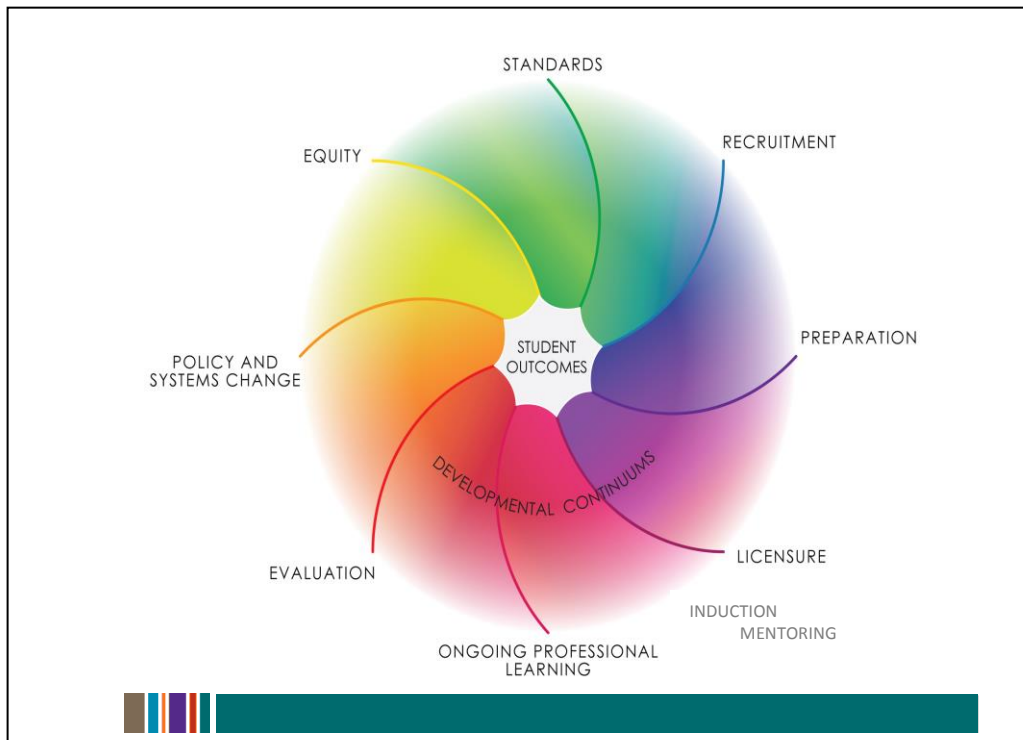 STANDARDS
RECRUITMENT
EQUITY
PREPARATION
STUDENT
OUTCOMES
POLICY AND
SYSTEMS CHANGE
DEVELOPMENTAL CONTINUUMS
LICENSURE
EVALUATION
INDUCTION
MENTORING
ONGOING PROFESSIONAL
LEARNING